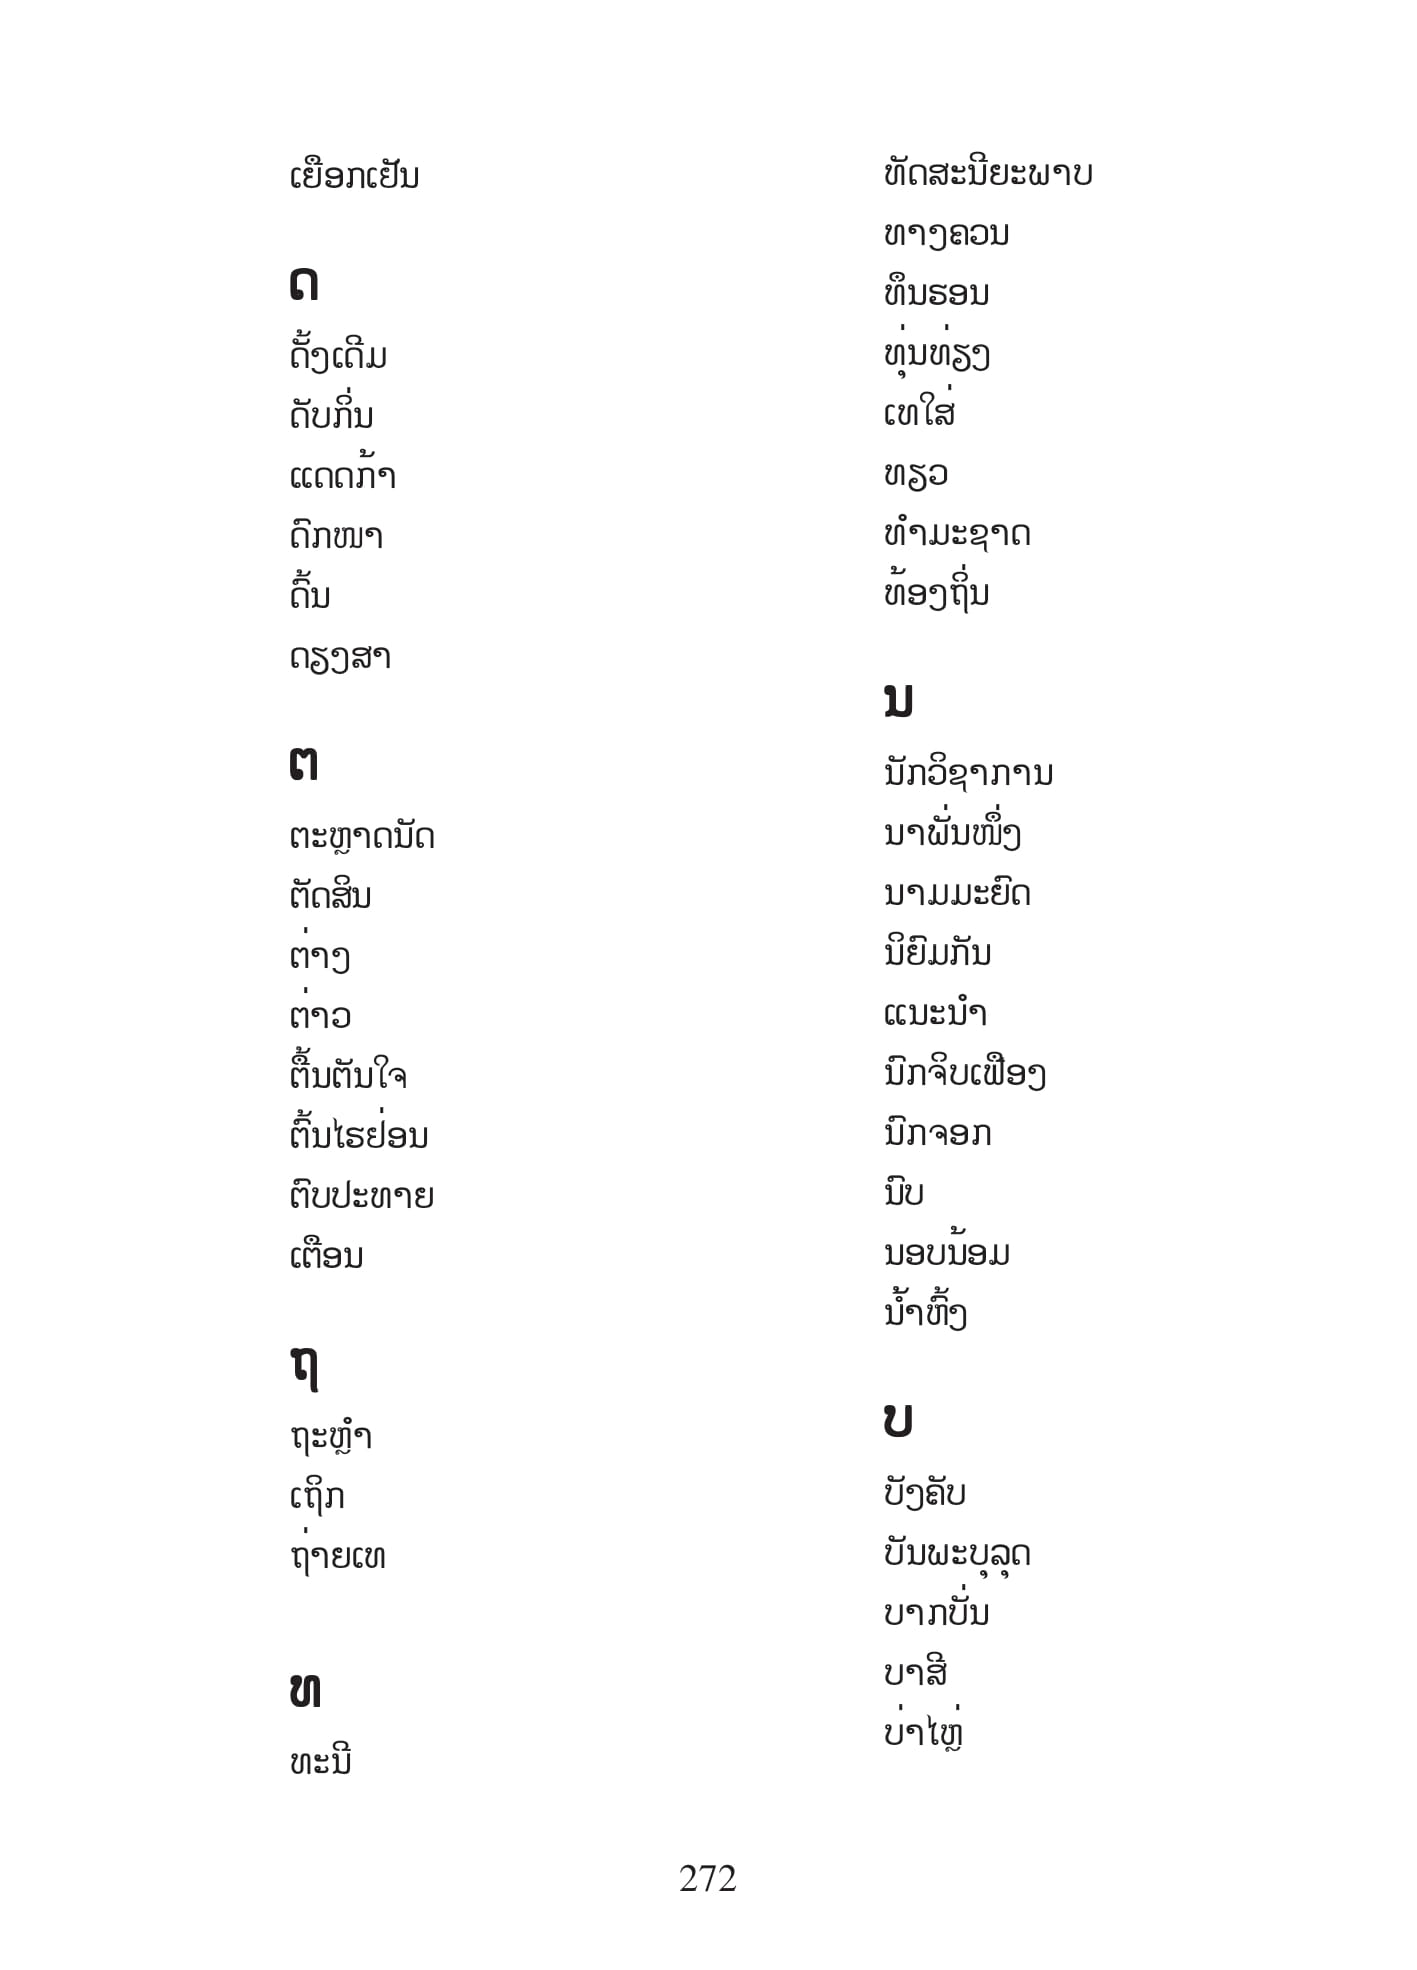 ເຍືອກເຢັນ
ດ
ດັ້ງເດີມ
ດັບກິ່ນ
ແດດກ້າ
ດົກໜາ
ດົ້ນ
ດຽງສາ
ຕ
ຕະຫຼາດນັດ
ຕັດສິນ
ຕ່າງ
ຕ່າວ
ຕື້ນຕັນໃຈ
ຕົ້ນໄຮຢ່ອນ
ຕົບປະທາຍ
ເຕືອນ
ຖ
ຖະຫຼຳ
ເຖິກ
ຖ່າຍເທ
ທ
ທະນີ
ທັດສະນີຍະພາບ
ທາງຄວນ
ທຶນຮອນ
ທຸ່ນທ່ຽງ
ເທໃສ່
ທຽວ
ທຳມະຊາດ
ທ້ອງຖິ່ນ
ນ
ນັກວິຊາການ
ນາພັ່ນໜຶ່ງ
ນາມມະຍົດ
ນິຍົມກັນ
ແນະນຳ
ນົກຈິບເຟືອງ
ນົກຈອກ
ນົບ
ນອບນ້ອມ
ນ້ຳຫົ້ງ
ບ
ບັງຄັບ
ບັນພະບຸລຸດ
ບາກບັ່ນ
ບາສີ
ບ່າໄຫຼ່
272